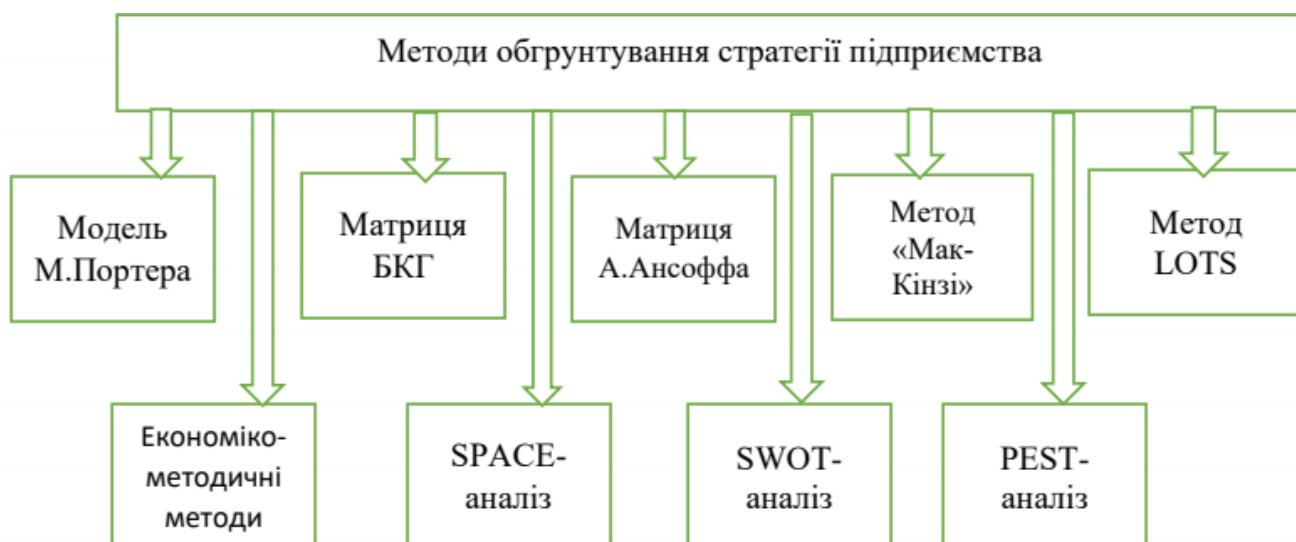 Методи обгрунтування стратегії підприємства
Модель
М.Портера
Матриця
БКГ
Матриця
А.Ансоффа
Метод
«Мак-
Кінзі»
Метод
LOTS
Економіко-
методичні
методи
SPACE-
аналіз
SWOT-
аналіз
PEST-
аналіз